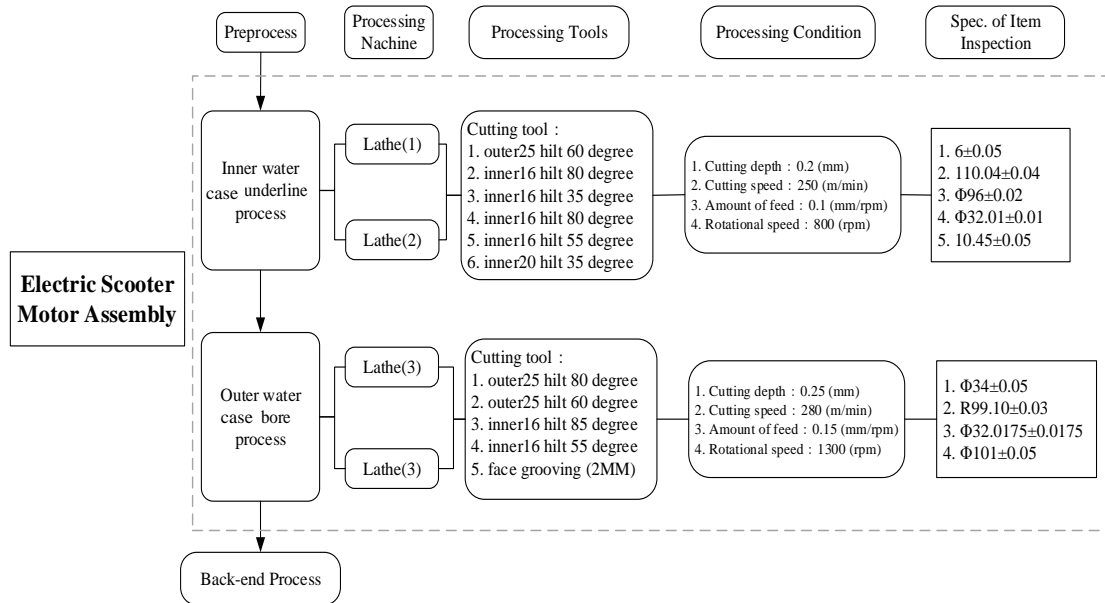 Preprocess
Processing
Nachine
Processing Tools
Processing Condition
Spec. of Item
Inspection
Electric Scooter
Motor Assembly
Inner water
case underline
process
Lathe(1)
Lathe(2)
Cutting tool：
1. outer25 hilt 60 degree
2. inner16 hilt 80 degree
3. inner16 hilt 35 degree
4. inner16 hilt 80 degree
5. inner16 hilt 55 degree
6. inner20 hilt 35 degree
1. Cutting depth：0.2 (mm)
2. Cutting speed：250 (m/min)
3. Amount of feed：0.1 (mm/rpm)
4. Rotational speed：800 (rpm)
1. 6±0.05
2. 110.04±0.04
3. Φ96±0.02
4. Φ32.01±0.01
5. 10.45±0.05
Outer water
case bore
process
Lathe(3)
Lathe(3)
Cutting tool：
1. outer25 hilt 80 degree
2. outer25 hilt 60 degree
3. inner16 hilt 85 degree
4. inner16 hilt 55 degree
5. face grooving (2MM)
1. Cutting depth：0.25 (mm)
2. Cutting speed：280 (m/min)
3. Amount of feed：0.15 (mm/rpm)
4. Rotational speed：1300 (rpm)
1. Φ34±0.05
2. R99.10±0.03
3. Φ32.0175±0.0175
4. Φ101±0.05
Back-end Process